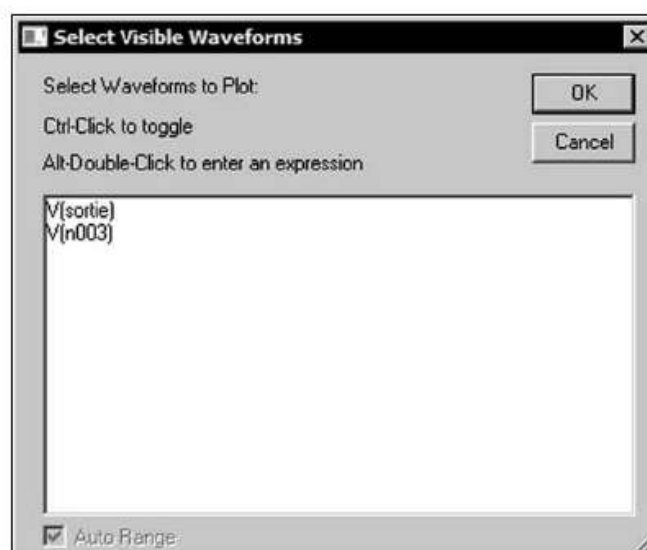 Select Visible Waveforms
Select Waveforms to Plot:
OK
Ctrl-Click to toggle
Cancel
Alt-Double-Click to enter an expression
V(sortie)
V(n003)
Auto Range